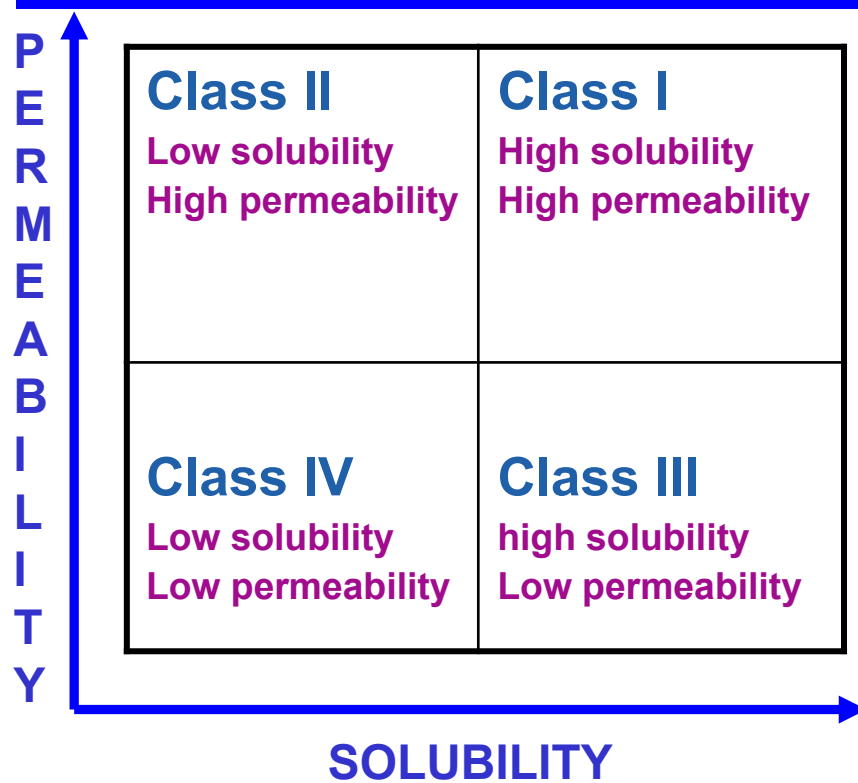 PERMEABILITY
Class II
Low solubility
High permeability
Class I
High solubility
High permeability
Class IV
Low solubility
Low permeability
Class III
high solubility
Low permeability
SOLUBILITY